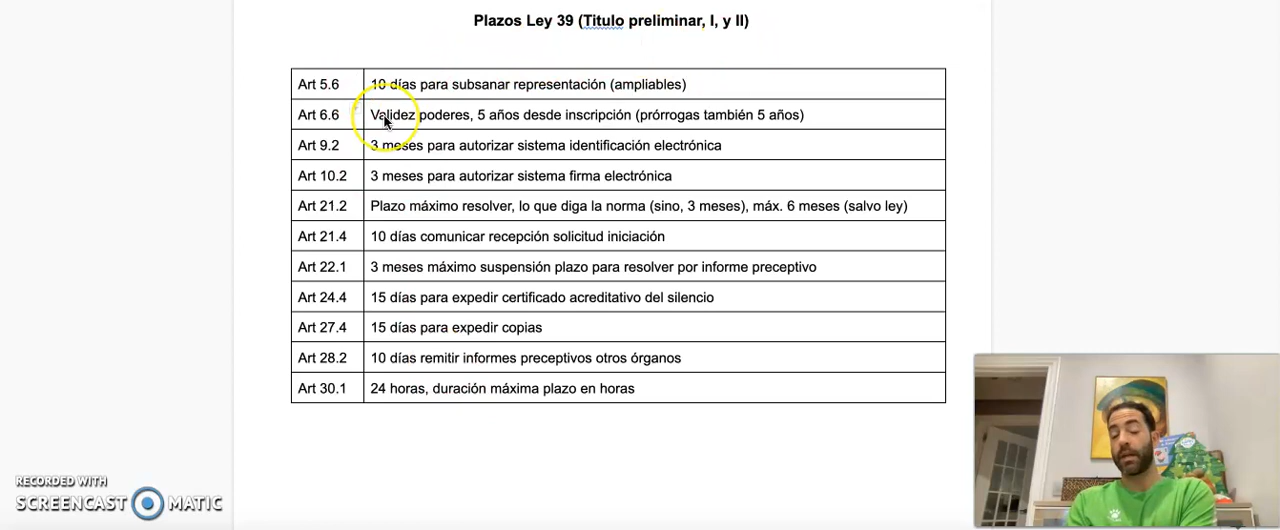 Plazos Ley 39 (Titulo preliminar, I, y II)
Art 5.6 10 días para subsanar representación (ampliables)
Art 6.6 Validez poderes, 5 años desde inscripción (prórrogas también 5 años)
Art 9.2 3 meses para autorizar sistema identificación electrónica
Art 10.2 3 meses para autorizar sistema firma electrónica
Art 21.2 Plazo máximo resolver, lo que diga la norma (sino, 3 meses), máx. 6 meses (salvo ley)
Art 21.4 10 días comunicar recepción solicitud iniciación
Art 22.1 3 meses máximo suspensión plazo para resolver por informe preceptivo
Art 24.4 15 días para expedir certificado acreditativo del silencio
Art 27.4 15 días para expedir copias
Art 28.2 10 días remitir informes preceptivos otros órganos
Art 30.1 24 horas, duración máxima plazo en horas
RECORDED WITH
SCREENCAST MATIC